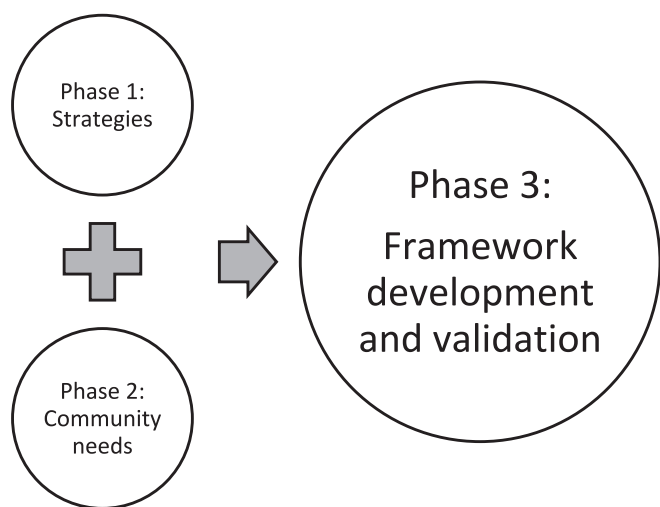 Phase 1:
Strategies
Phase 2:
Community
needs
Phase 3:
Framework
development
and validation